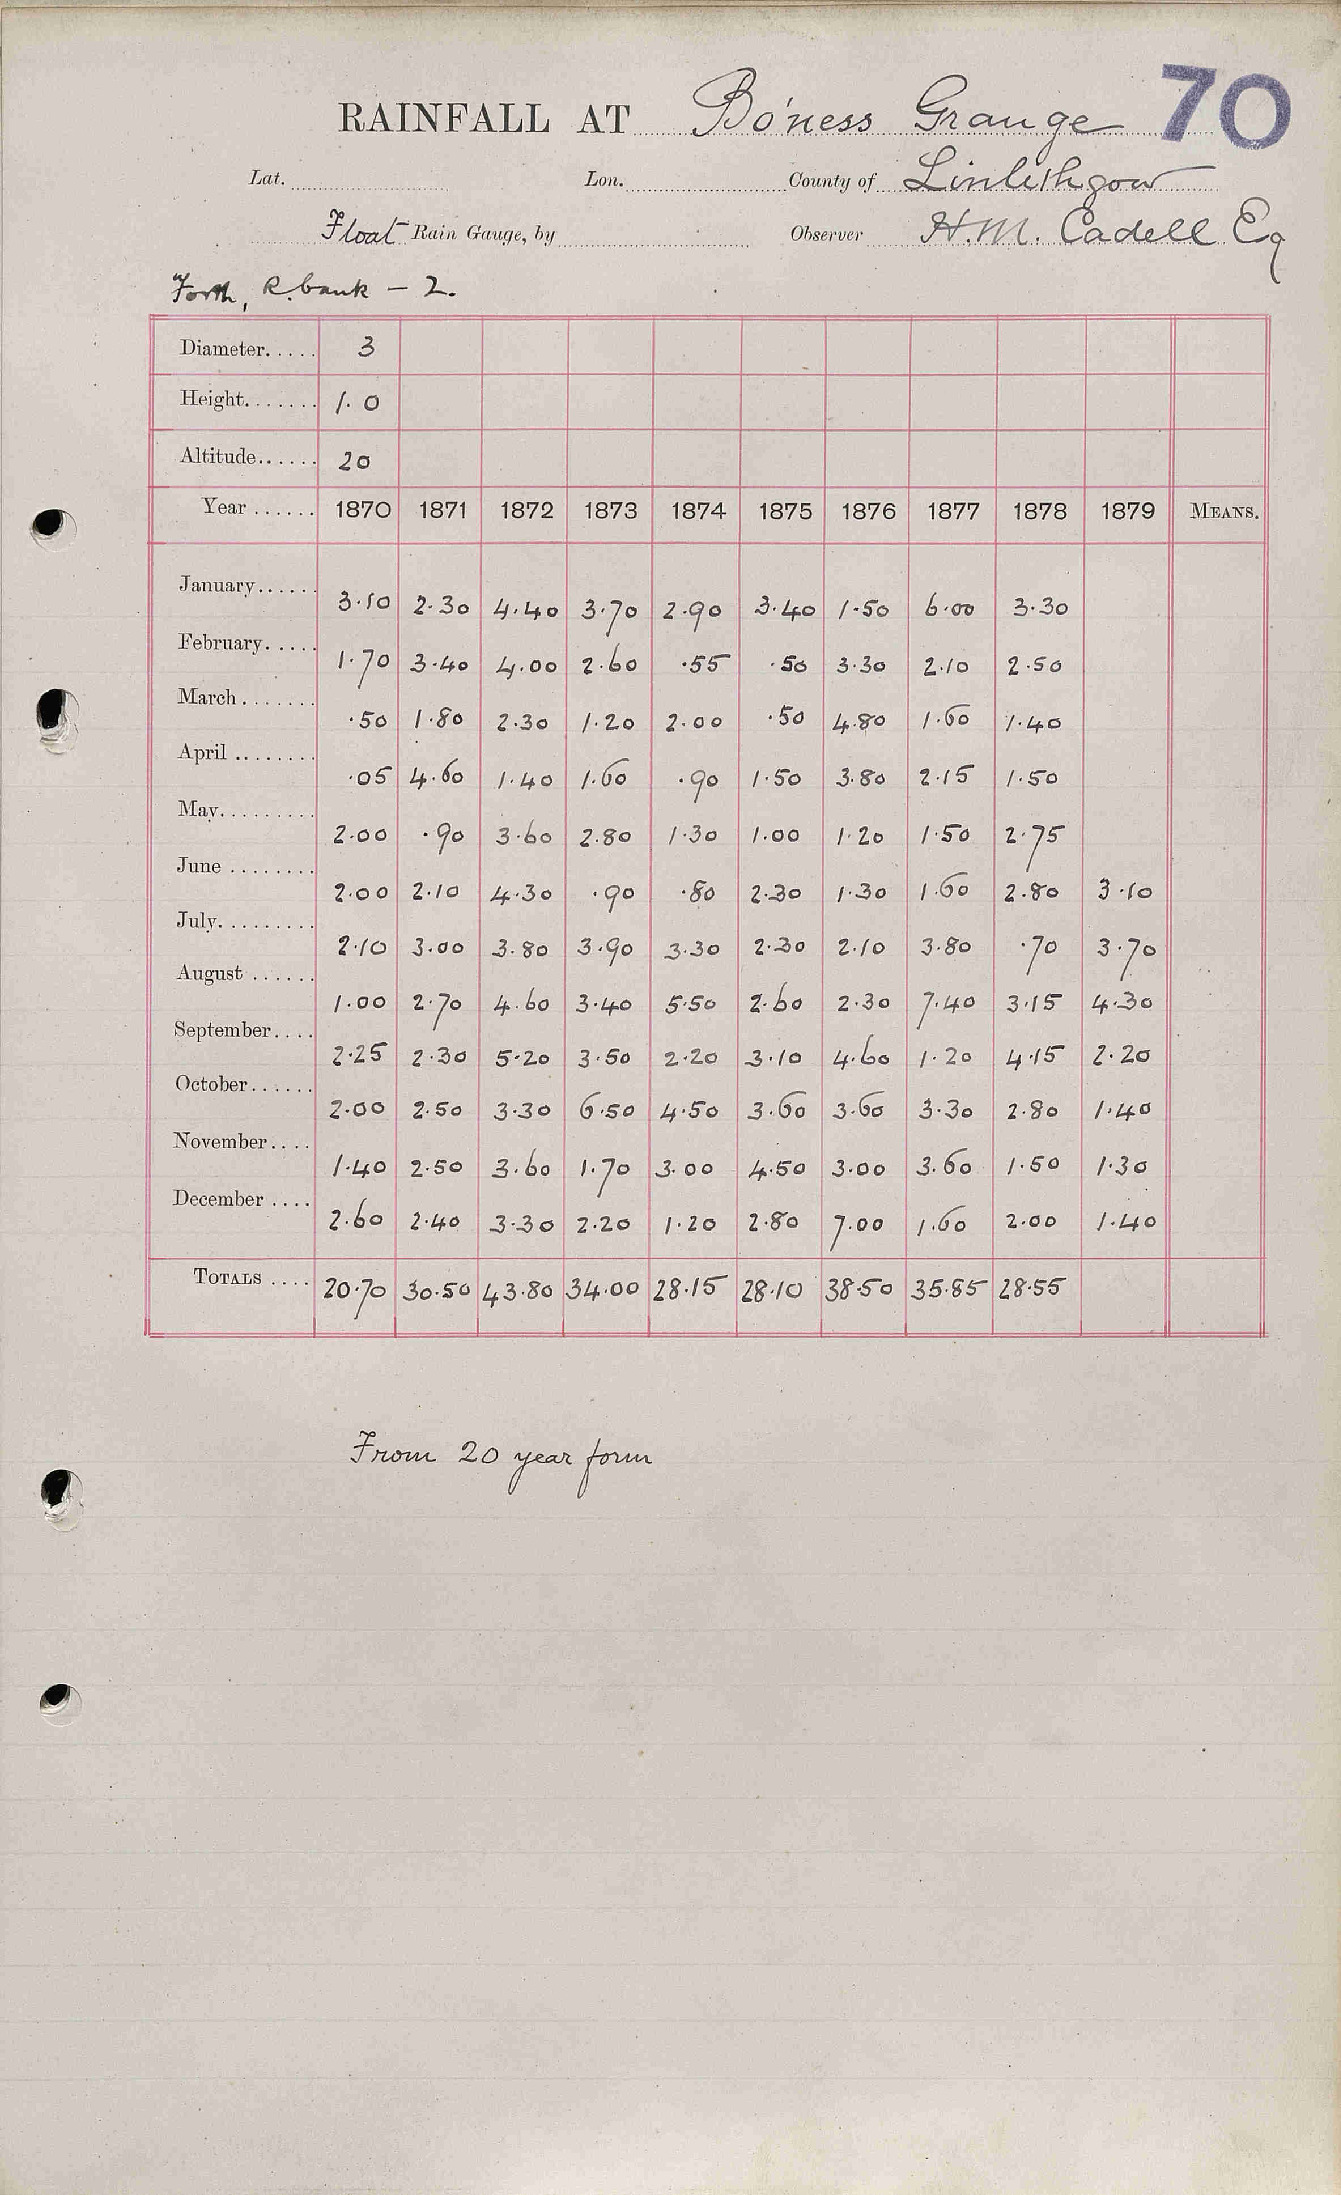 70
RAINFALL AT Bo'ness Grange
Lat. Lon. County of Linlithgow
Float Rain Gauge, by Observer H.M. Cadell Eq
Forth, R. bank – 2.
Diameter..... 3
Height....... 1.0
Altitude...... 20
Year ...... 1870 1871 1872 1873 1874 1875 1876 1877 1878 1879 MEANS.
January...... 3.10 2.30 4.40 3.70 2.90 3.40 1.50 6.00 3.30
February..... 1.70 3.40 4.00 2.60 .55 .50 3.30 2.10 2.50
March....... .50 1.80 2.30 1.20 2.00 .50 4.80 1.60 1.40
April ........ .05 4.60 1.40 1.60 .90 1.50 3.80 2.15 1.50
May......... 2.00 .90 3.60 2.80 1.30 1.00 1.20 1.50 2.75
June ........ 2.00 2.10 4.30 .90 .80 2.30 1.30 1.60 2.80 3.10
July......... 2.10 3.00 3.80 3.90 3.30 2.30 2.10 3.80 .70 3.70
August ...... 1.00 2.70 4.60 3.40 5.50 2.60 2.30 7.40 3.15 4.30
September.... 2.25 2.30 5.20 3.50 2.20 3.10 4.60 1.20 4.15 2.20
October...... 2.00 2.50 3.30 6.50 4.50 3.60 3.60 3.30 2.80 1.40
November.... 1.40 2.50 3.60 1.70 3.00 4.50 3.00 3.60 1.50 1.30
December .... 2.60 2.40 3.30 2.20 1.20 2.80 7.00 1.60 2.00 1.40
TOTALS .... 20.70 30.50 43.80 34.00 28.15 28.10 38.50 35.85 28.55
From 20 year form